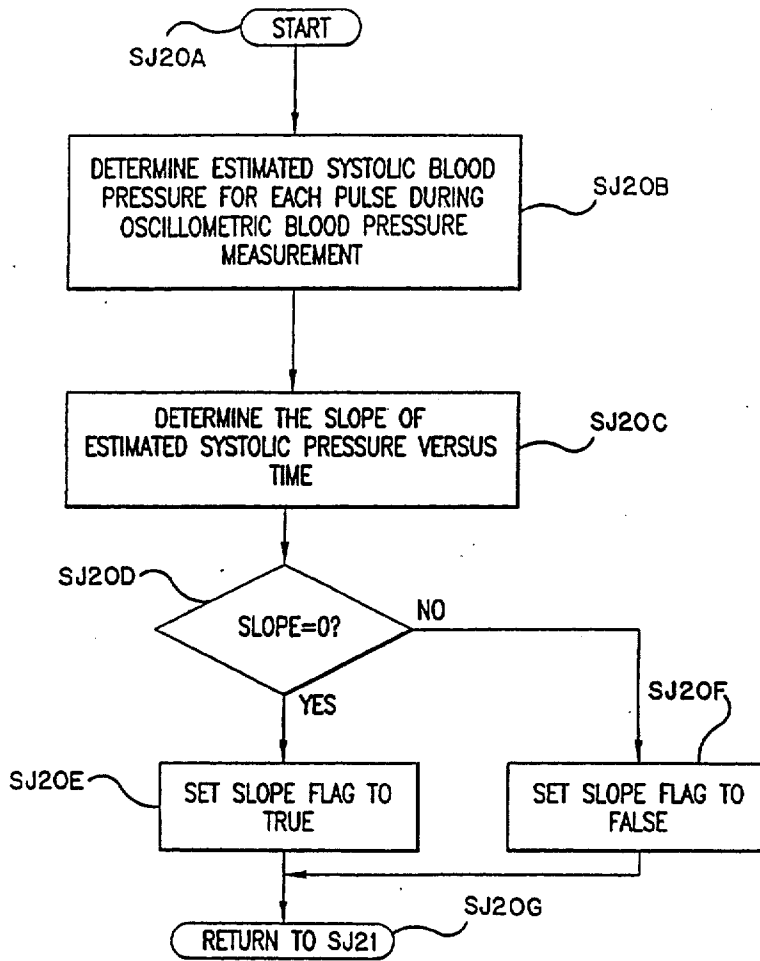 START
SJ20A
DETERMINE ESTIMATED SYSTOLIC BLOOD
PRESSURE FOR EACH PULSE DURING
OSCILLOMETRIC BLOOD PRESSURE
MEASUREMENT
SJ20B
DETERMINE THE SLOPE OF
ESTIMATED SYSTOLIC PRESSURE VERSUS
TIME
SJ20C
SJ20D
SLOPE=0?
NO
YES
SJ20F
SJ20E
SET SLOPE FLAG TO
TRUE
SET SLOPE FLAG TO
FALSE
SJ20G
RETURN TO SJ21